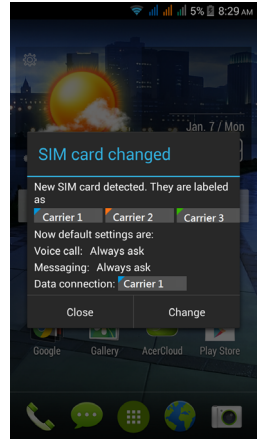 5% 8:29 AM
Jan. 7 / Mon
SIM card changed
New SIM card detected. They are labeled
as
Carrier 1 Carrier 2 Carrier 3
Now default settings are:
Voice call: Always ask
Messaging: Always ask
Data connection: Carrier 1
Close Change
Google Gallery AcerCloud Play Store